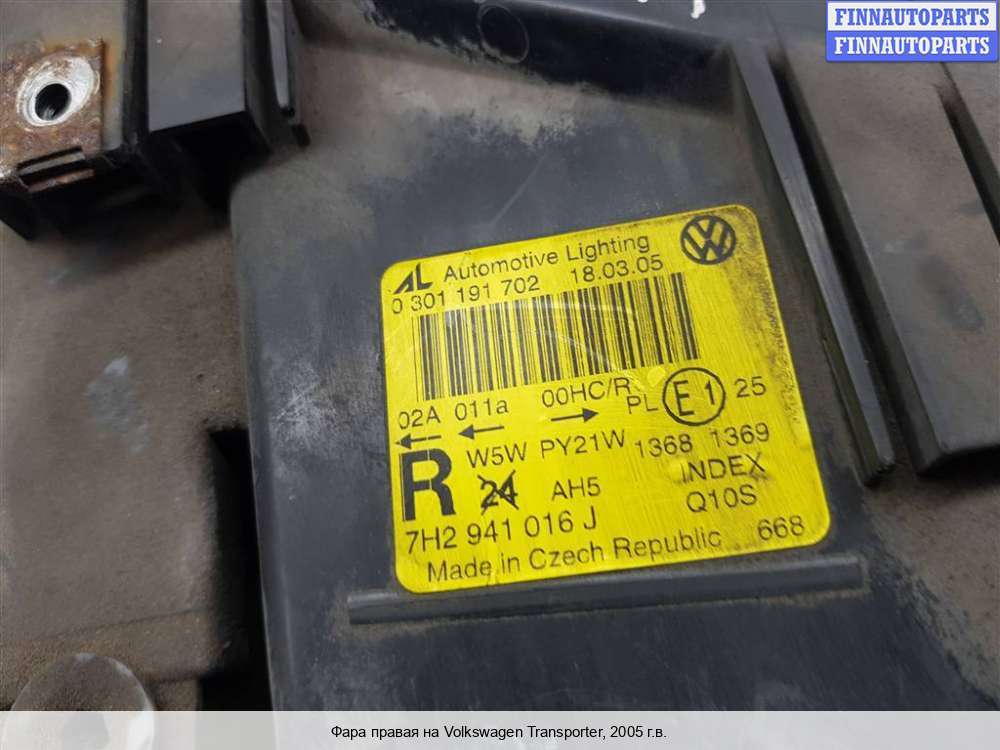 FINNAUTOPARTS
FINNAUTOPARTS
AL Automotive Lighting
0 301 191 702 18.03.05
02A 011a 00HC/R PL E1 25
W5W PY21W 1368 1369
R 24 AH5 INDEX
Q10S
7H2 941 016 J 668
Made in Czech Republic
Фара правая на Volkswagen Transporter, 2005 г.в.